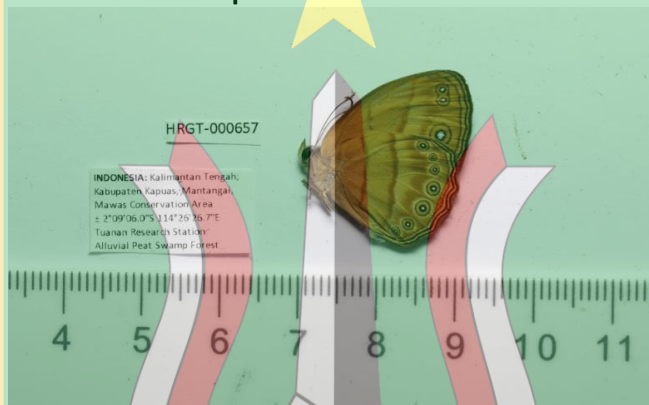 HRGT-000657
INDONESIA: Kalimantan Tengah;
Kabupaten Kapuas, Mantangai,
Mawas Conservation Area
± 2°09'06.0"S 114°26'26.7"E
Tuanan Research Station
Alluvial Peat Swamp Forest
4 5 6 7 8 9 10 11